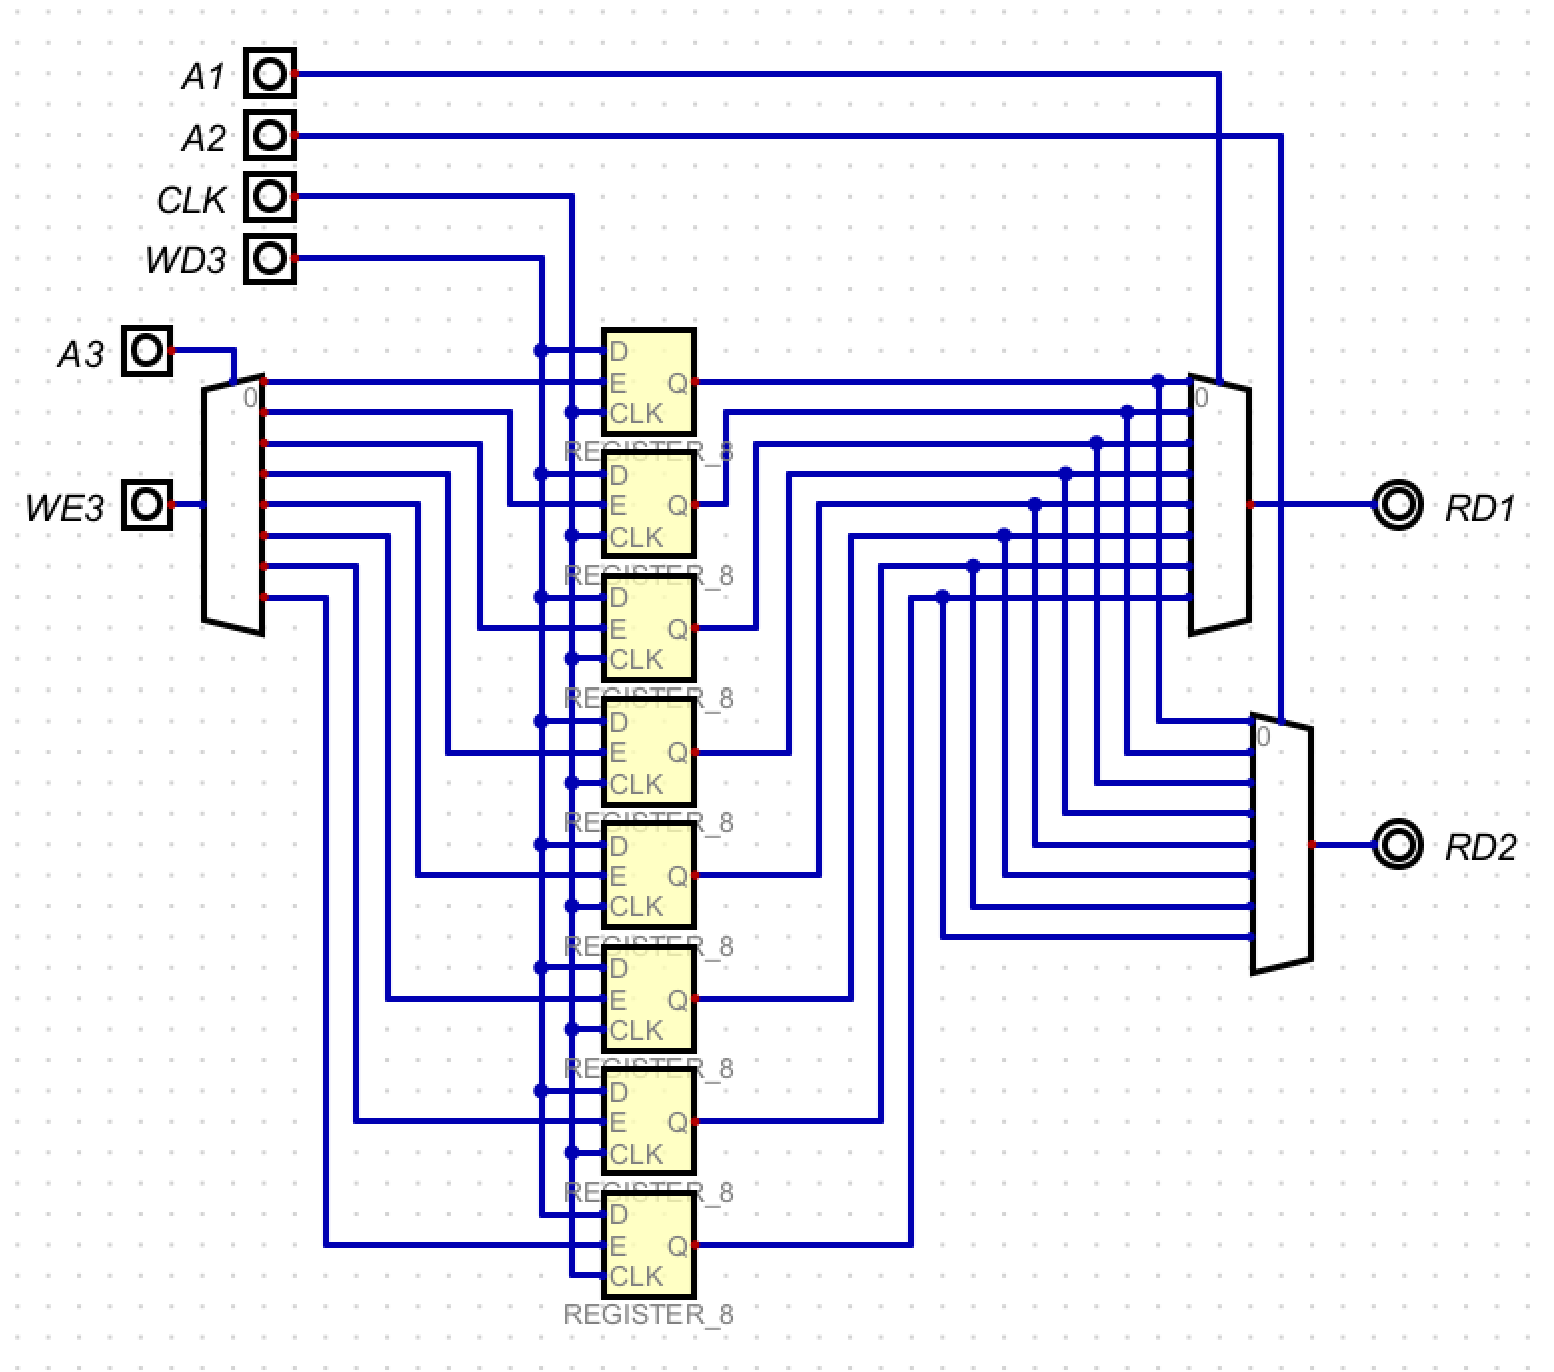 A1
A2
CLK
WD3
A3
WE3
0
D
E
CLK
Q
REGISTER_8
D
E
CLK
Q
REGISTER_8
D
E
CLK
Q
REGISTER_8
D
E
CLK
Q
REGISTER_8
D
E
CLK
Q
REGISTER_8
D
E
CLK
Q
REGISTER_8
D
E
CLK
Q
REGISTER_8
D
E
CLK
Q
REGISTER_8
0
RD1
0
RD2